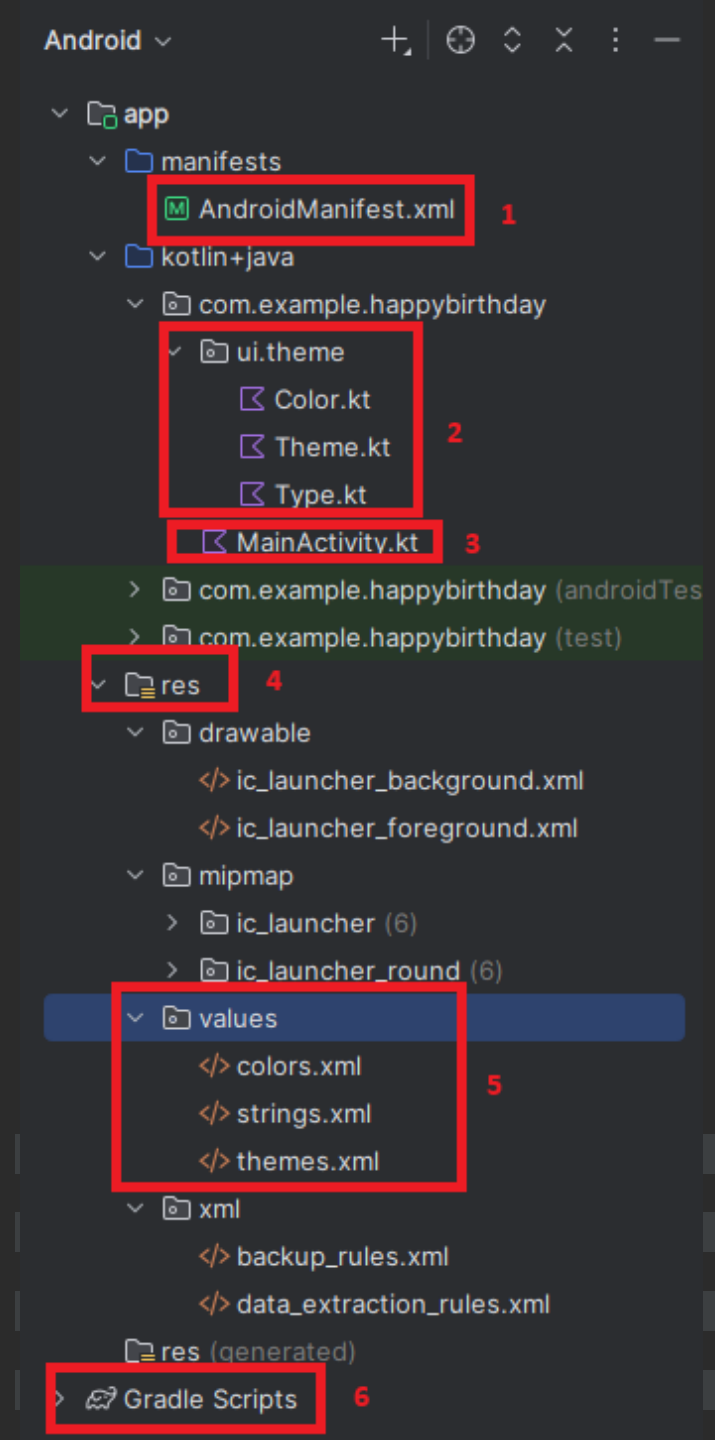 Android
app
manifests
AndroidManifest.xml 1
kotlin+java
com.example.happybirthday
ui.theme
Color.kt
Theme.kt 2
Type.kt
MainActivity.kt 3
com.example.happybirthday (androidTes
com.example.happybirthday (test)
res 4
drawable
ic_launcher_background.xml
ic_launcher_foreground.xml
mipmap
ic_launcher (6)
ic_launcher_round (6)
values
colors.xml 5
strings.xml
themes.xml
xml
backup_rules.xml
data_extraction_rules.xml
res (generated)
Gradle Scripts 6